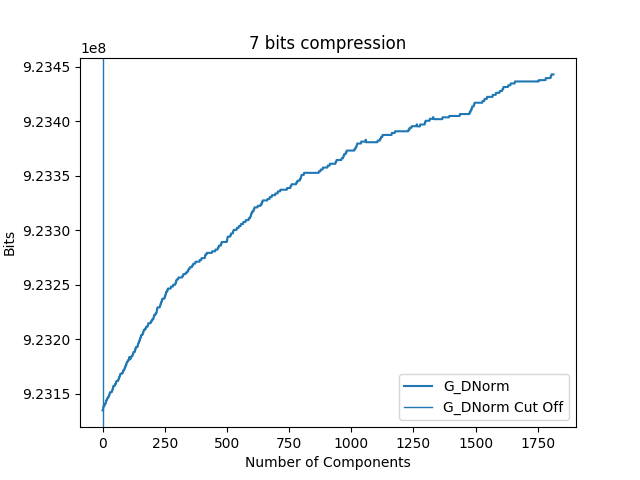 7 bits compression
1e8
9.2345
9.2340
9.2335
9.2330
9.2325
9.2320
9.2315
Bits
0 250 500 750 1000 1250 1500 1750
Number of Components
G_DNorm
G_DNorm Cut Off